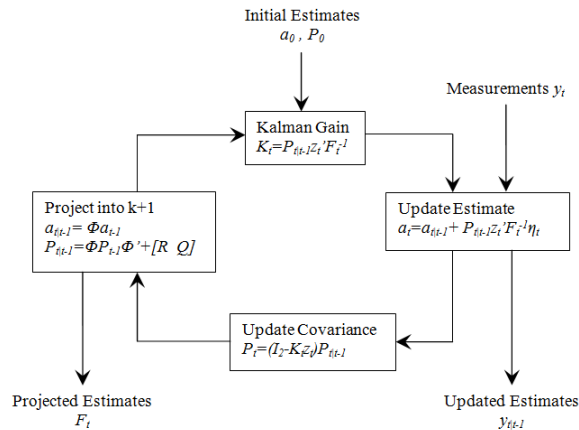 Initial Estimates
a₀ , P₀
Measurements yₜ
Kalman Gain
Kₜ=Pₜ|ₜ₋₁zₜ'Fₜ⁻¹
Project into k+1
aₜ|ₜ₋₁= Φaₜ₋₁
Pₜ|ₜ₋₁=ΦPₜ₋₁Φ'+[R Q]
Update Estimate
aₜ=aₜ|ₜ₋₁+ Pₜ|ₜ₋₁zₜ'Fₜ⁻¹ηₜ
Update Covariance
Pₜ=(I₂-Kₜzₜ)Pₜ|ₜ₋₁
Projected Estimates
Fₜ
Updated Estimates
yₜ|ₜ₋₁